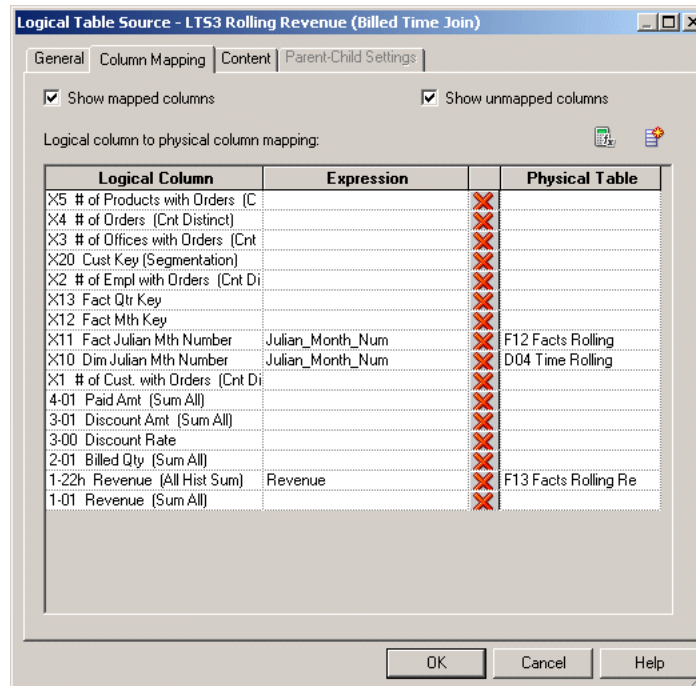 Logical Table Source - LTS3 Rolling Revenue (Billed Time Join)
General Column Mapping Content Parent-Child Settings
Show mapped columns Show unmapped columns
Logical column to physical column mapping:
Logical Column Expression Physical Table
X5 # of Products with Orders (C
X4 # of Orders (Cnt Distinct)
X3 # of Offices with Orders (Cnt
X20 Cust Key (Segmentation)
X2 # of Empl with Orders (Cnt Di
X13 Fact Qtr Key
X12 Fact Mth Key
X11 Fact Julian Mth Number Julian_Month_Num F12 Facts Rolling
X10 Dim Julian Mth Number Julian_Month_Num D04 Time Rolling
X1 # of Cust. with Orders (Cnt Di
4-01 Paid Amt (Sum All)
3-01 Discount Amt (Sum All)
3-00 Discount Rate
2-01 Billed Qty (Sum All)
1-22h Revenue (All Hist Sum) Revenue F13 Facts Rolling Re
1-01 Revenue (Sum All)
OK Cancel Help